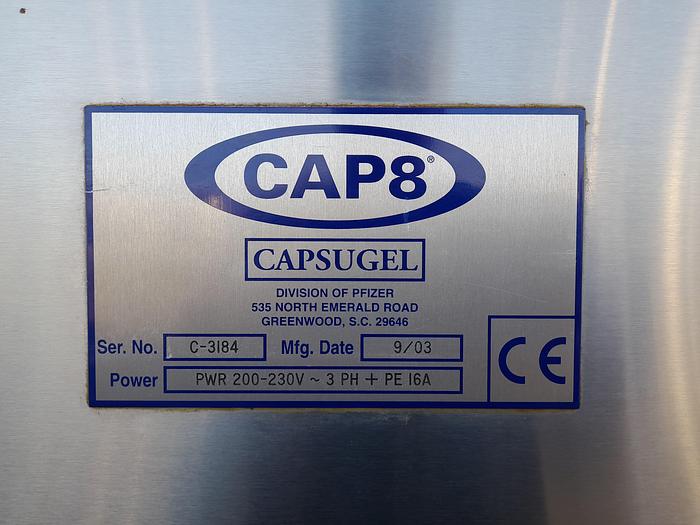 CAP8®
CAPSUGEL
DIVISION OF PFIZER
535 NORTH EMERALD ROAD
GREENWOOD, S.C. 29646
Ser. No. C-3184 Mfg. Date 9/03
Power PWR 200-230V ~ 3 PH + PE 16A
CE